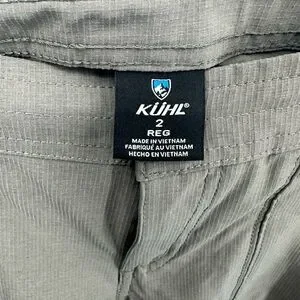 KÜHL®
2
REG
MADE IN VIETNAM
FABRIQUÉ AU VIETNAM
HECHO EN VIETNAM